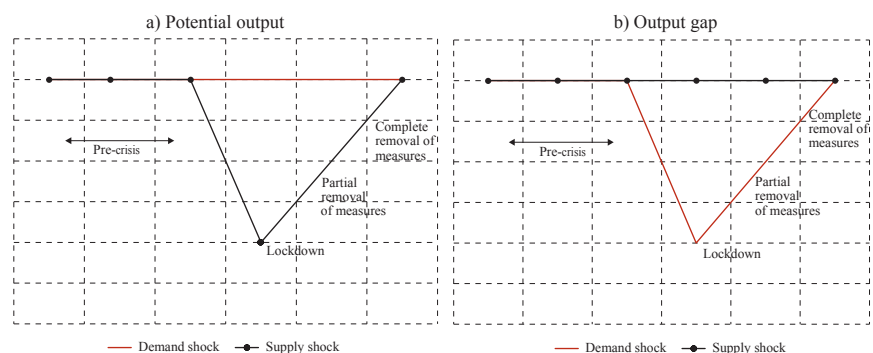 a) Potential output
Complete
removal of
measures
Pre-crisis
Partial
removal
of measures
Lockdown
Demand shock
Supply shock
b) Output gap
Complete
removal of
measures
Pre-crisis
Partial
removal
of measures
Lockdown
Demand shock
Supply shock